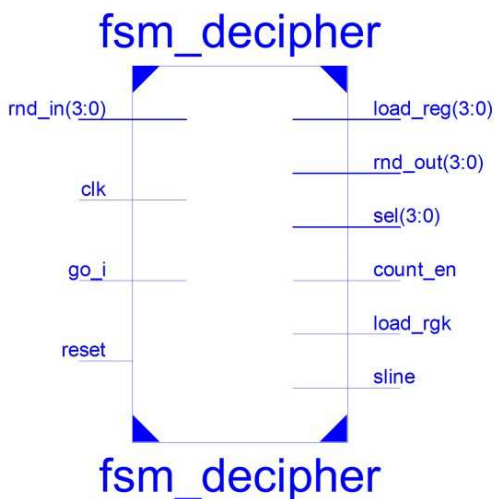 fsm_decipher
rnd_in(3:0)
load_reg(3:0)
rnd_out(3:0)
clk
sel(3:0)
go_i
count_en
load_rgk
reset
sline
fsm_decipher